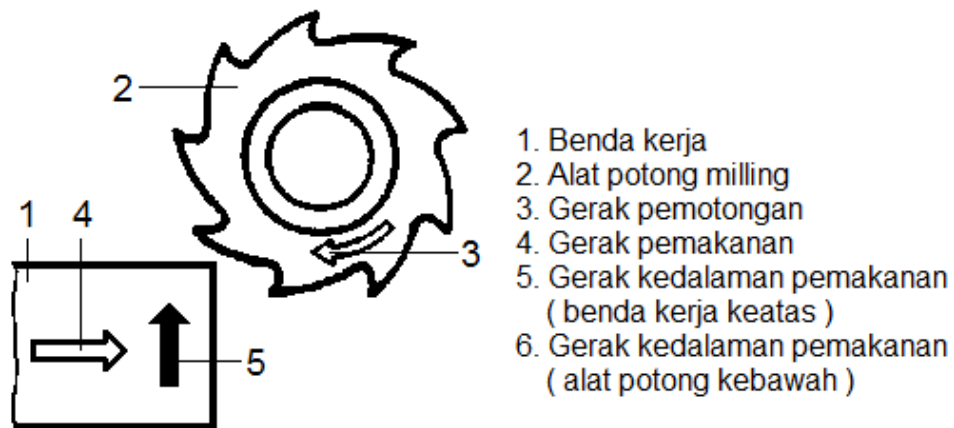 2
1 4
3
5
1. Benda kerja
2. Alat potong milling
3. Gerak pemotongan
4. Gerak pemakanan
5. Gerak kedalaman pemakanan
( benda kerja keatas )
6. Gerak kedalaman pemakanan
( alat potong kebawah )